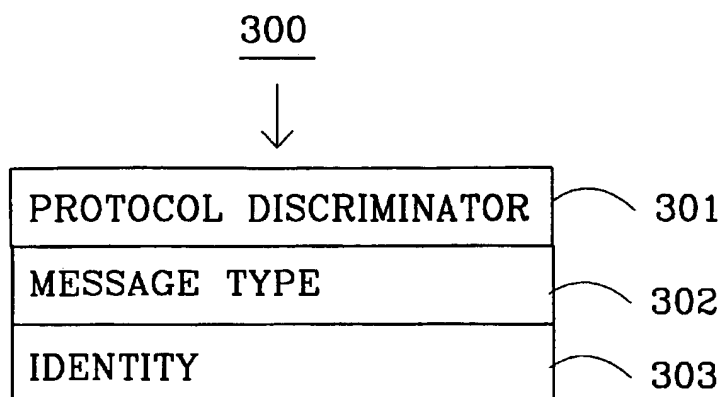 300
PROTOCOL DISCRIMINATOR 301
MESSAGE TYPE 302
IDENTITY 303